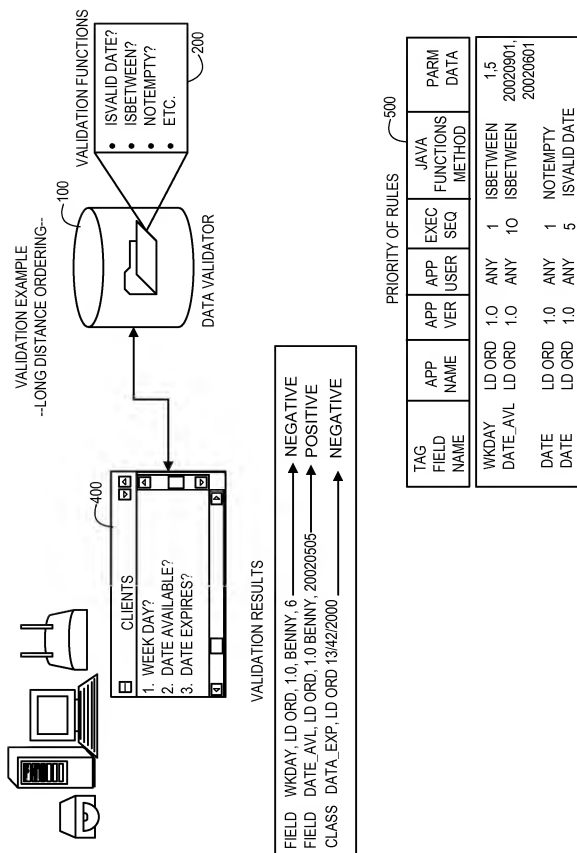 VALIDATION EXAMPLE
--LONG DISTANCE ORDERING--
VALIDATION FUNCTIONS
ISVALID DATE?
ISBETWEEN?
NOTEMPTY?
ETC.
200
100
DATA VALIDATOR
400
CLIENTS
1. WEEK DAY?
2. DATE AVAILABLE?
3. DATE EXPIRES?
VALIDATION RESULTS
FIELD WKDAY, LD ORD, 1.0, BENNY, 6 NEGATIVE
FIELD DATE_AVL, LD ORD, 1.0 BENNY, 20020505 POSITIVE
CLASS DATA_EXP, LD ORD 13/42/2000 NEGATIVE
PRIORITY OF RULES
500
TAG FIELD NAME APP NAME APP VER APP USER EXEC SEQ JAVA FUNCTIONS METHOD PARM DATA
WKDAY LD ORD 1.0 ANY 1 ISBETWEEN 1,5
DATE_AVL LD ORD 1.O ANY 1O ISBETWEEN 20020901,
20020601
DATE LD ORD 1.0 ANY 1 NOTEMPTY
DATE LD ORD 1.0 ANY 5 ISVALID DATE